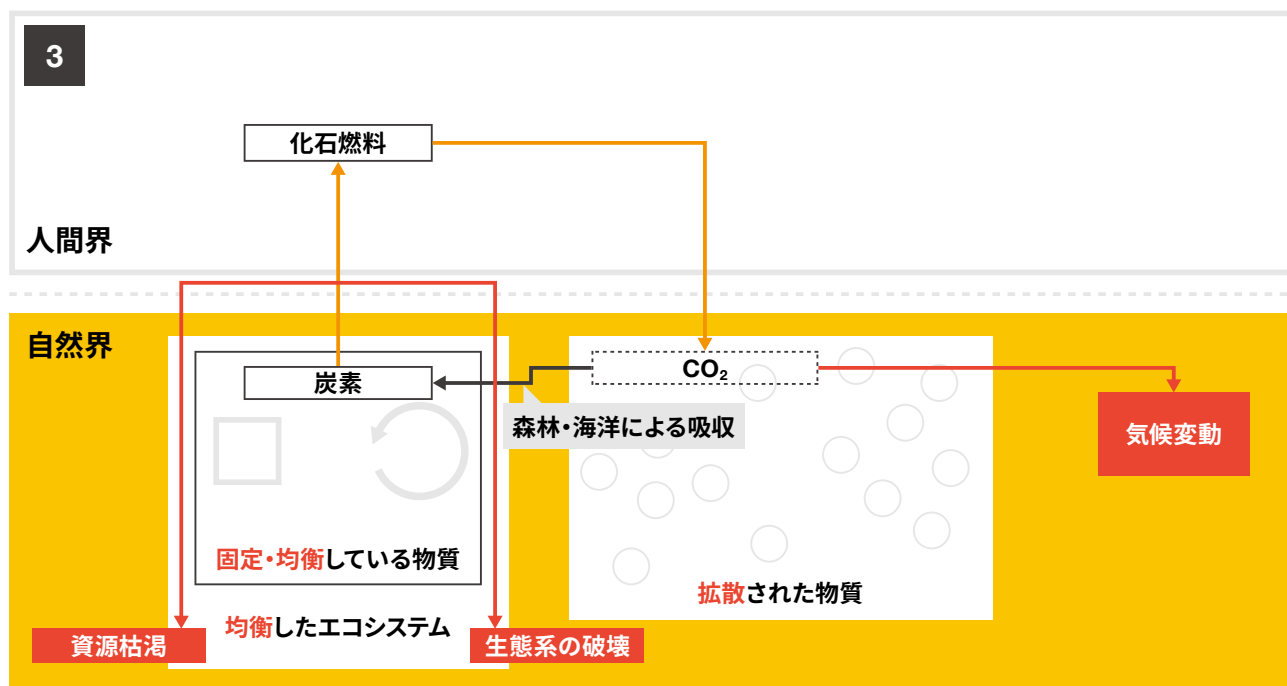 3
化石燃料
人間界
自然界
炭素
CO₂
森林・海洋による吸収
気候変動
固定・均衡している物質
拡散された物質
均衡したエコシステム
資源枯渇
生態系の破壊